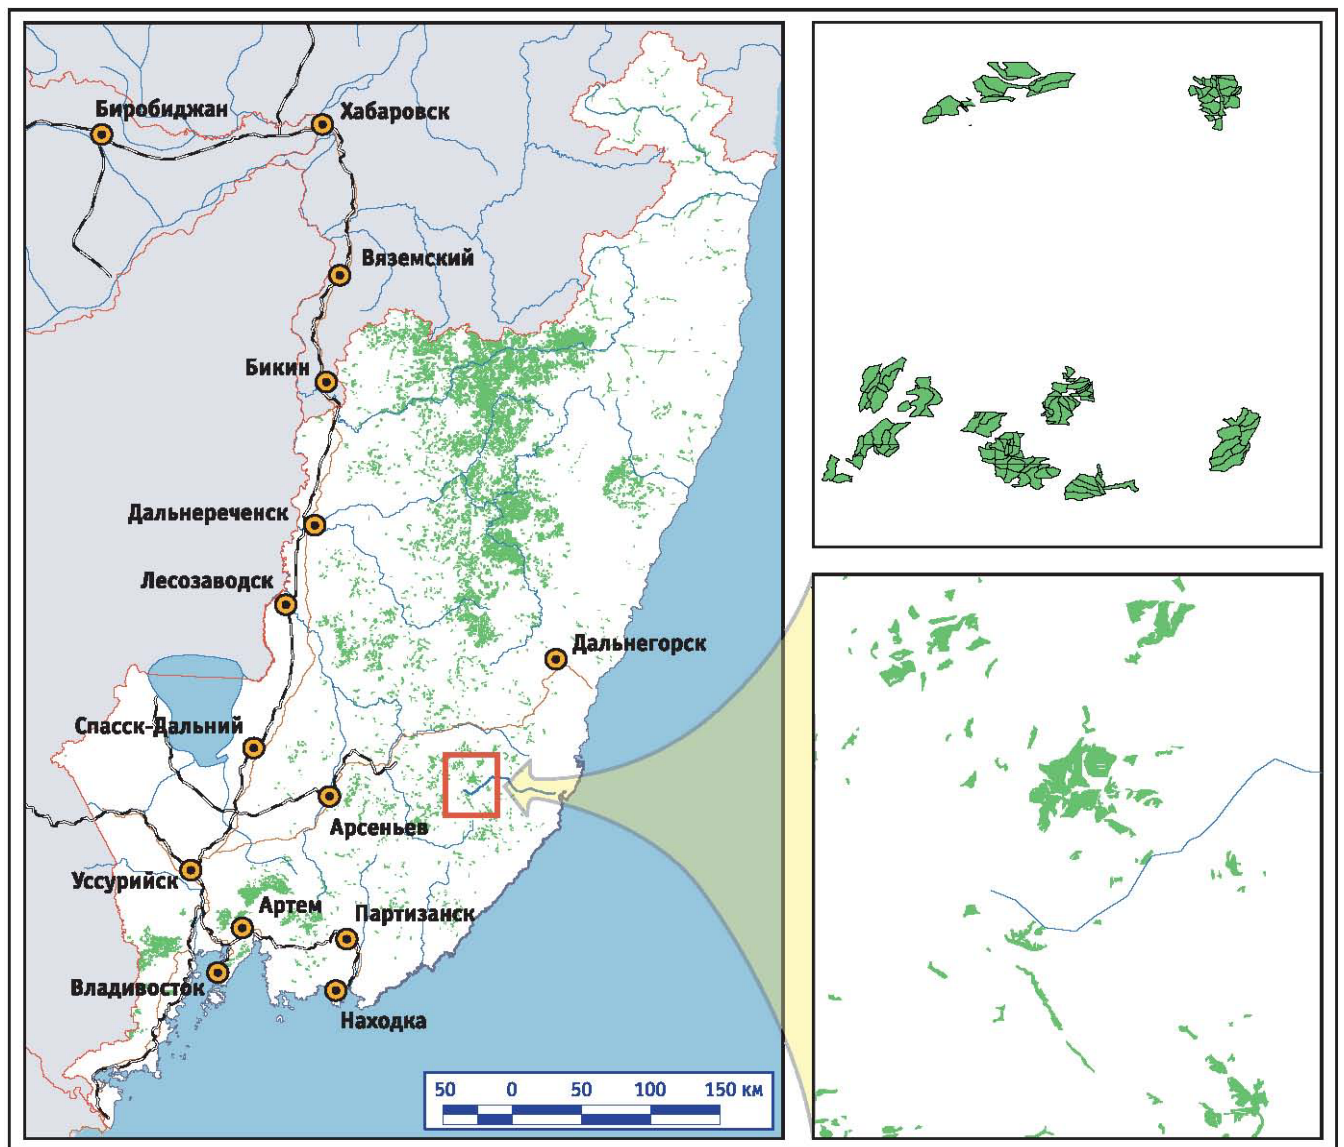 Биробиджан
Хабаровск
Вяземский
Бикин
Дальнереченск
Лесозаводск
Дальнегорск
Спасск-Дальний
Арсеньев
Уссурийск
Артем
Партизанск
Владивосток
Находка
50 0 50 100 150 км